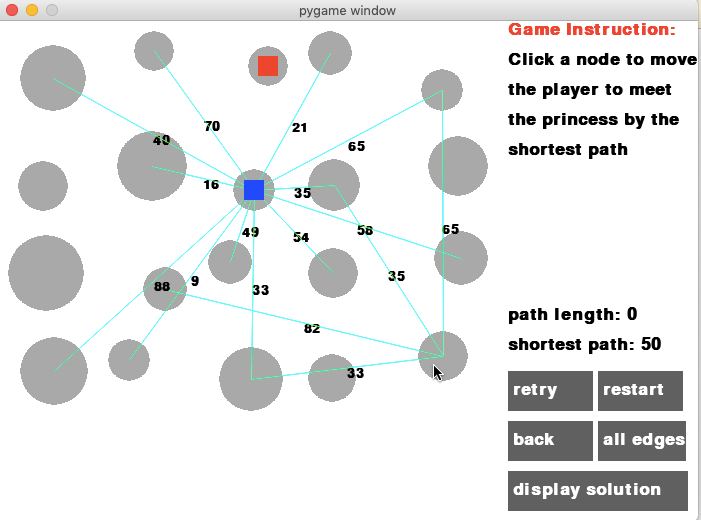 pygame window
Game Instruction:
Click a node to move
the player to meet
the princess by the
shortest path
40
70
21
65
16
35
49
54
58
65
88
9
33
35
82
33
path length: 0
shortest path: 50
retry
restart
back
all edges
display solution